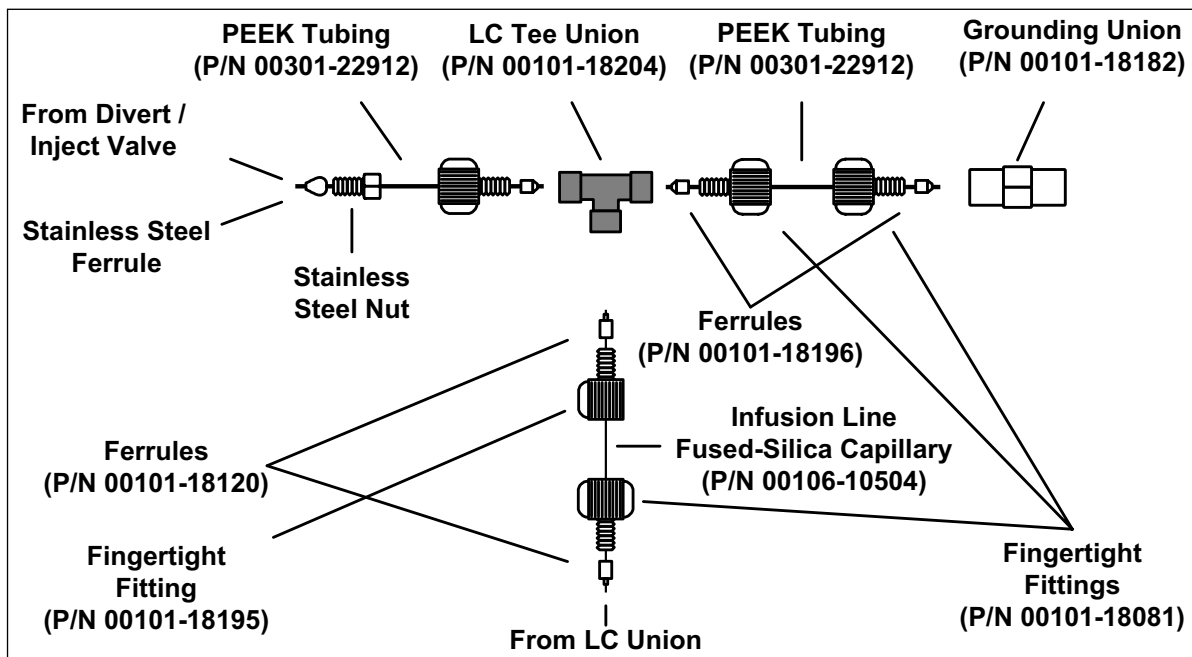 PEEK Tubing
(P/N 00301-22912)
LC Tee Union
(P/N 00101-18204)
PEEK Tubing
(P/N 00301-22912)
Grounding Union
(P/N 00101-18182)
From Divert /
Inject Valve
Stainless Steel
Ferrule
Stainless
Steel Nut
Ferrules
(P/N 00101-18196)
Infusion Line
Fused-Silica Capillary
(P/N 00106-10504)
Ferrules
(P/N 00101-18120)
Fingertight
Fitting
(P/N 00101-18195)
Fingertight
Fittings
(P/N 00101-18081)
From LC Union